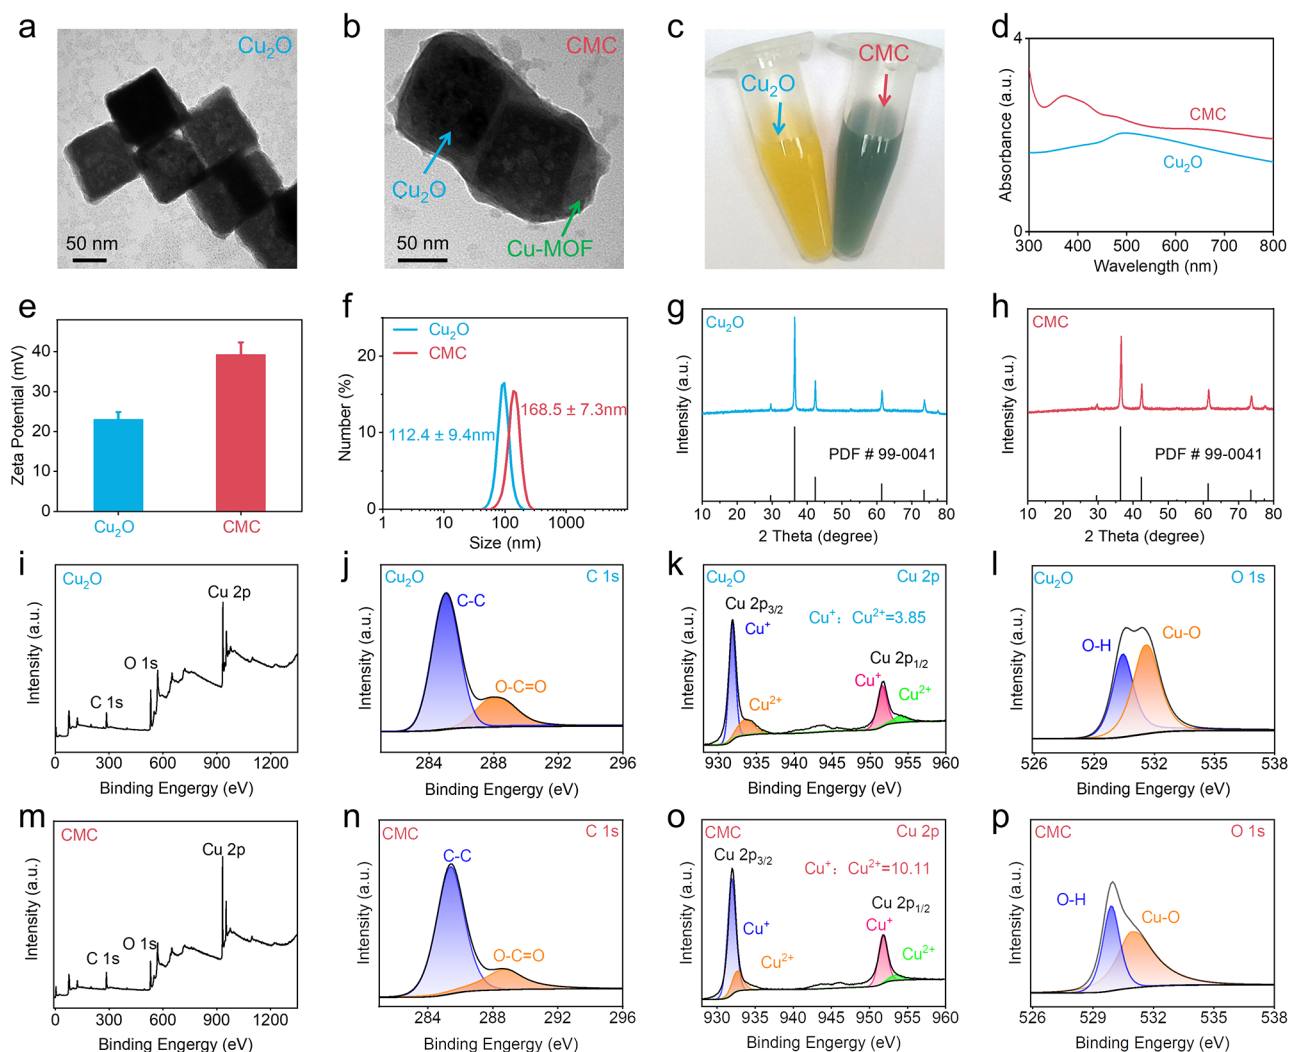 a
Cu₂O
50 nm
b
CMC
Cu₂O
Cu-MOF
50 nm
c
Cu₂O
CMC
d
Absorbance (a.u.)
4
0
CMC
Cu₂O
300 400 500 600 700 800
Wavelength (nm)
e
Zeta Potential (mV)
40
30
20
10
0
Cu₂O
CMC
f
Number (%)
20
10
0
Cu₂O
CMC
112.4 ± 9.4nm
168.5 ± 7.3nm
1 10 100 1000
Size (nm)
g
Cu₂O
Intensity (a.u.)
PDF # 99-0041
10 20 30 40 50 60 70 80
2 Theta (degree)
h
CMC
Intensity (a.u.)
PDF # 99-0041
10 20 30 40 50 60 70 80
2 Theta (degree)
i
Cu₂O
Intensity (a.u.)
Cu 2p
O 1s
C 1s
0 300 600 900 1200
Binding Engergy (eV)
j
Cu₂O
C 1s
Intensity (a.u.)
C-C
O-C=O
284 288 292 296
Binding Engergy (eV)
k
Cu₂O
Cu 2p
Intensity (a.u.)
Cu 2p₃/₂
Cu⁺
Cu²⁺
Cu⁺: Cu²⁺=3.85
Cu 2p₁/₂
Cu⁺
Cu²⁺
930 935 940 945 950 955 960
Binding Engergy (eV)
l
Cu₂O
O 1s
Intensity (a.u.)
O-H
Cu-O
526 529 532 535 538
Binding Engergy (eV)
m
CMC
Intensity (a.u.)
Cu 2p
O 1s
C 1s
0 300 600 900 1200
Binding Engergy (eV)
n
CMC
C 1s
Intensity (a.u.)
C-C
O-C=O
284 288 292 296
Binding Engergy (eV)
o
CMC
Cu 2p
Intensity (a.u.)
Cu 2p₃/₂
Cu⁺
Cu²⁺
Cu⁺: Cu²⁺=10.11
Cu 2p₁/₂
Cu⁺
Cu²⁺
930 935 940 945 950 955 960
Binding Engergy (eV)
p
CMC
O 1s
Intensity (a.u.)
O-H
Cu-O
526 529 532 535 538
Binding Engergy (eV)